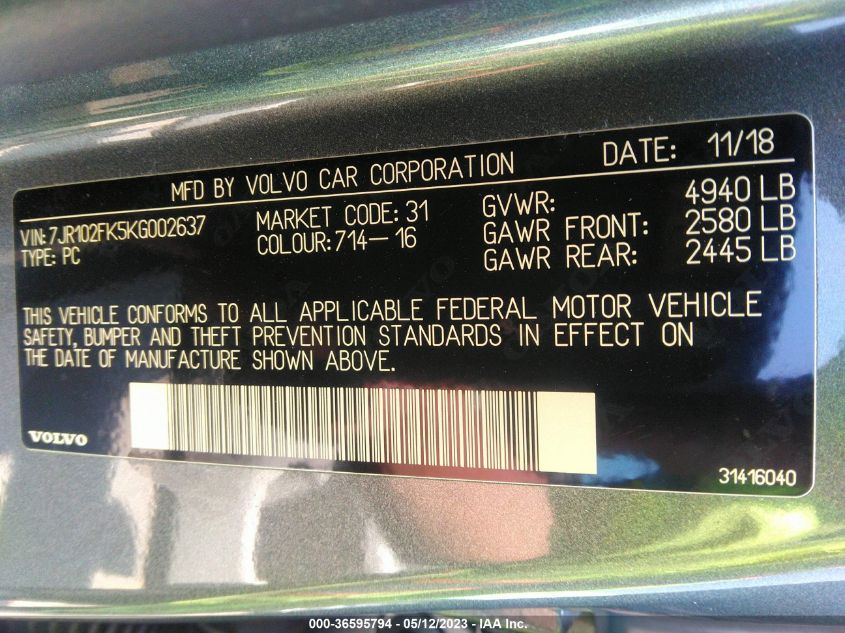 MFD BY VOLVO CAR CORPORATION DATE: 11/18
VIN: 7JR102FK5KG002637 MARKET CODE: 31 GVWR: 4940 LB
TYPE: PC COLOUR: 714-16 GAWR FRONT: 2580 LB
GAWR REAR: 2445 LB
THIS VEHICLE CONFORMS TO ALL APPLICABLE FEDERAL MOTOR VEHICLE
SAFETY, BUMPER AND THEFT PREVENTION STANDARDS IN EFFECT ON
THE DATE OF MANUFACTURE SHOWN ABOVE.
VOLVO
31416040
000-36595794 - 05/12/2023 - IAA Inc.